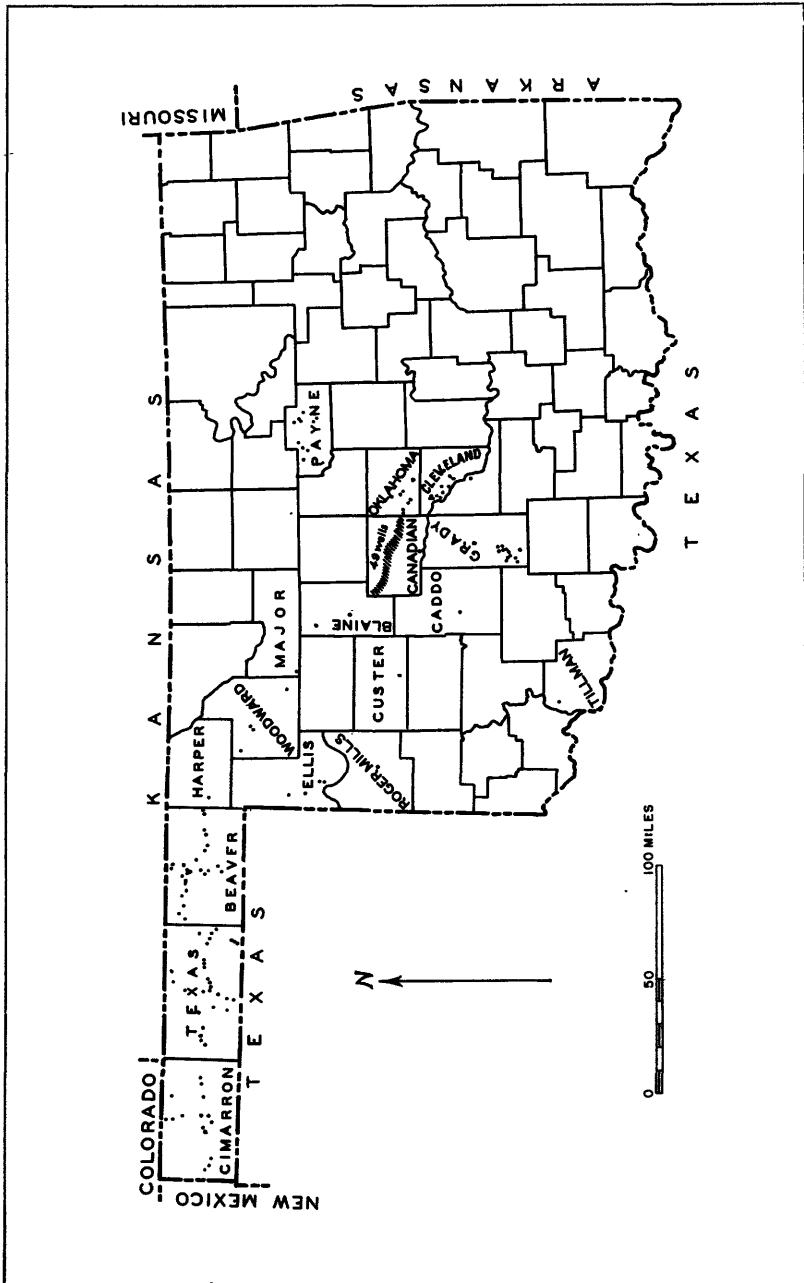 COLORADO
KANSAS
MISSOURI
NEW MEXICO
CIMARRON
TEXAS
BEAVER
HARPER
WOODWARD
MAJOR
ELLIS
PAYNE
TEXAS
ROGER MILLS
CUSTER
BLAINE
49 wells
CANADIAN
OKLAHOMA
CLEVELAND
CADDO
GRADY
TILLMAN
ARKANSAS
TEXAS
N
0 50 100 MILES